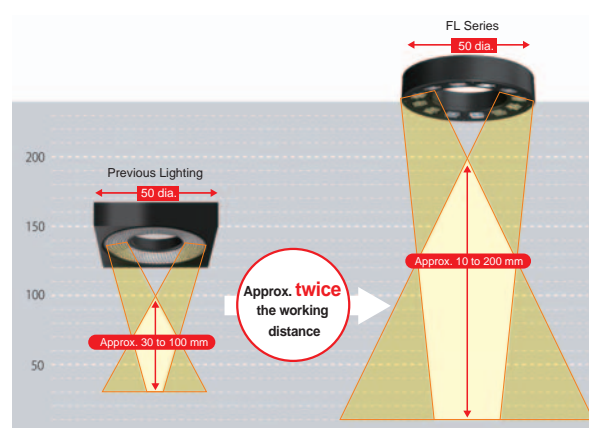 FL Series
50 dia.
200
Previous Lighting
50 dia.
150
Approx. 10 to 200 mm
Approx. twice
the working
distance
100
Approx. 30 to 100 mm
50